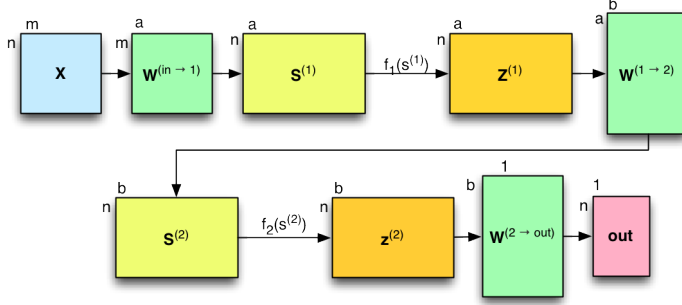 m
n
X
a
m
W(in → 1)
a
n
S(1)
f1(s(1))
a
n
Z(1)
b
a
W(1 → 2)
b
n
S(2)
f2(s(2))
b
n
z(2)
1
b
W(2 → out)
1
n
out